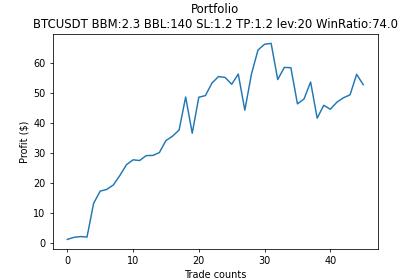 Portfolio
BTCUSDT BBM:2.3 BBL:140 SL:1.2 TP:1.2 lev:20 WinRatio:74.0
Profit ($)
60
50
40
30
20
10
0
0 10 20 30 40
Trade counts